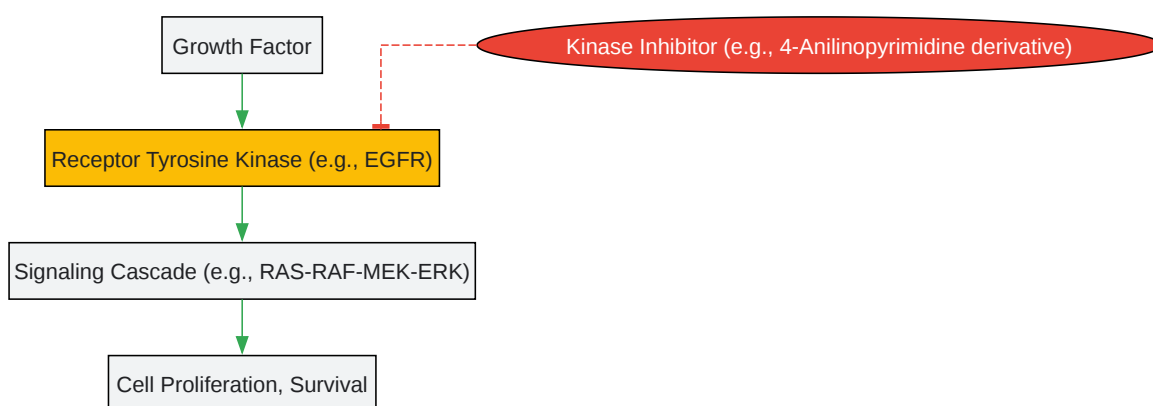 Growth Factor
Kinase Inhibitor (e.g., 4-Anilinopyrimidine derivative)
Receptor Tyrosine Kinase (e.g., EGFR)
Signaling Cascade (e.g., RAS-RAF-MEK-ERK)
Cell Proliferation, Survival